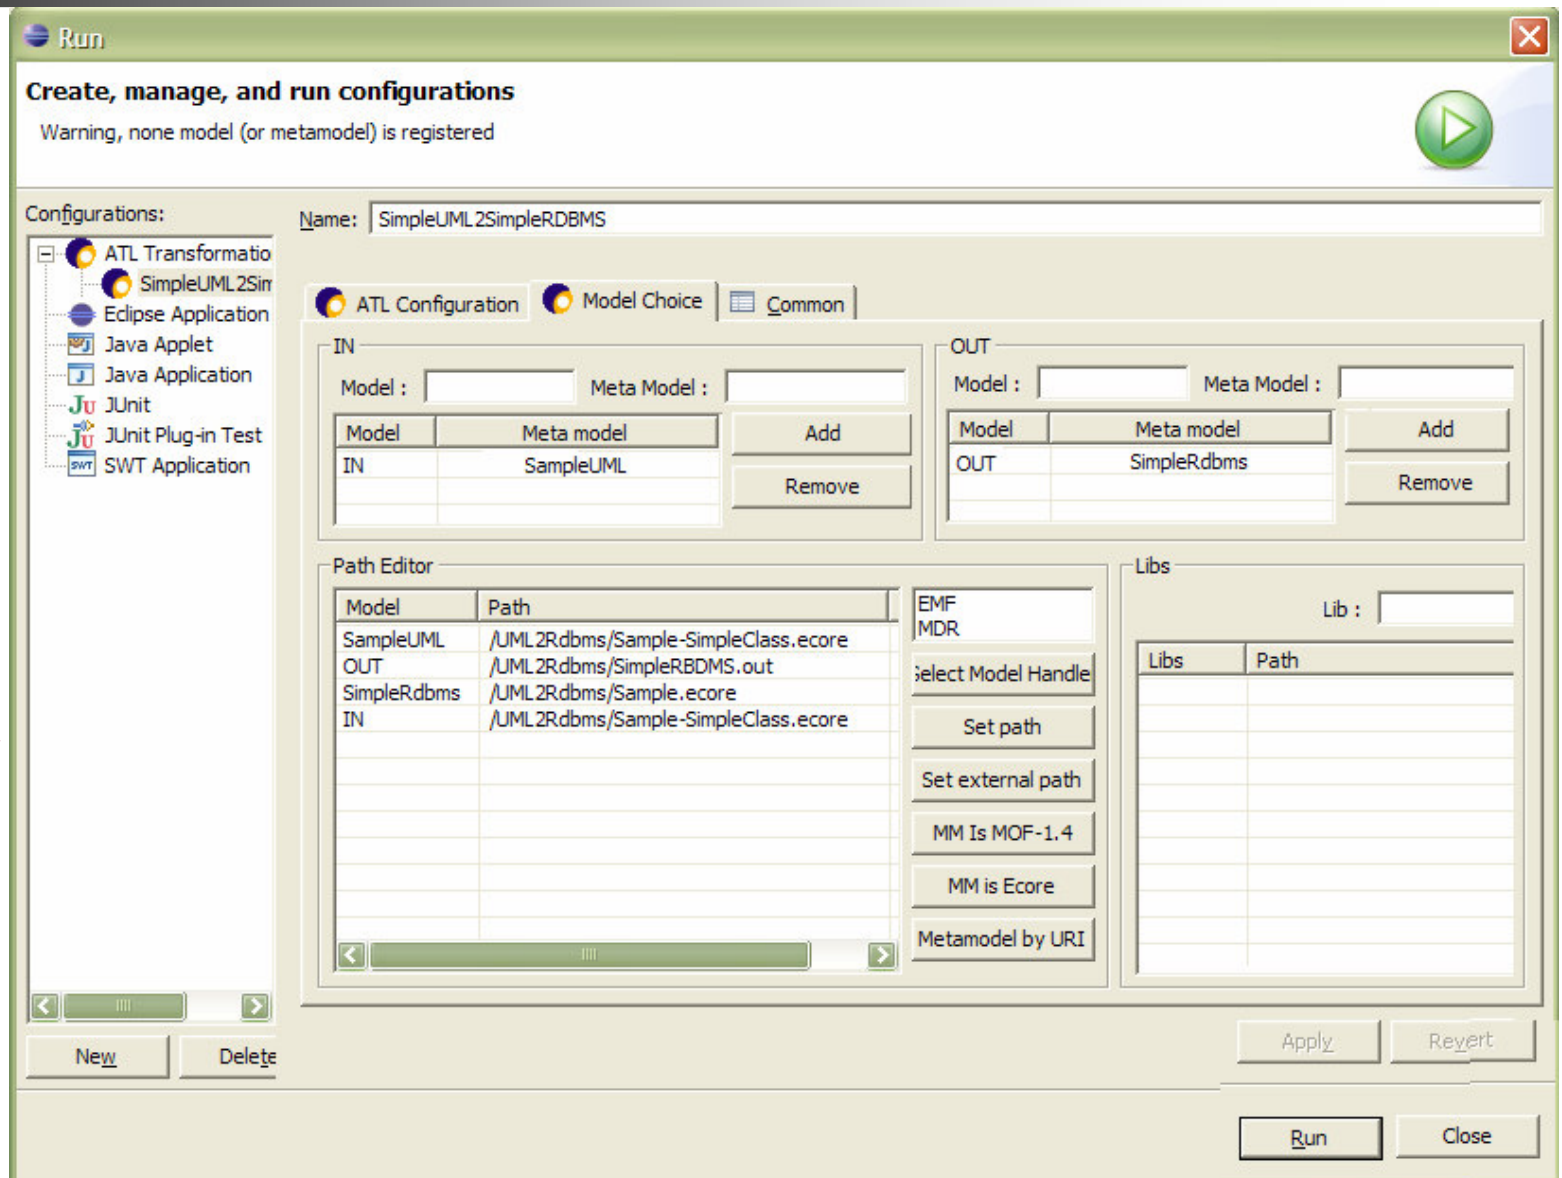 Run
Create, manage, and run configurations
Warning, none model (or metamodel) is registered
Configurations:
ATL Transformatio
SimpleUML2Sim
Eclipse Application
Java Applet
Java Application
JUnit
JUnit Plug-in Test
SWT Application
New
Delete
Name: SimpleUML2SimpleRDBMS
ATL Configuration
Model Choice
Common
IN
Model :
Meta Model :
Model Meta model
IN SampleUML
Add
Remove
OUT
Model :
Meta Model :
Model Meta model
OUT SimpleRdbms
Add
Remove
Path Editor
Model Path
SampleUML /UML2Rdbms/Sample-SimpleClass.ecore
OUT /UML2Rdbms/SimpleRBDMS.out
SimpleRdbms /UML2Rdbms/Sample.ecore
IN /UML2Rdbms/Sample-SimpleClass.ecore
EMF
MDR
Select Model Handle
Set path
Set external path
MM Is MOF-1.4
MM is Ecore
Metamodel by URI
Libs
Lib :
Libs Path
Apply
Revert
Run
Close